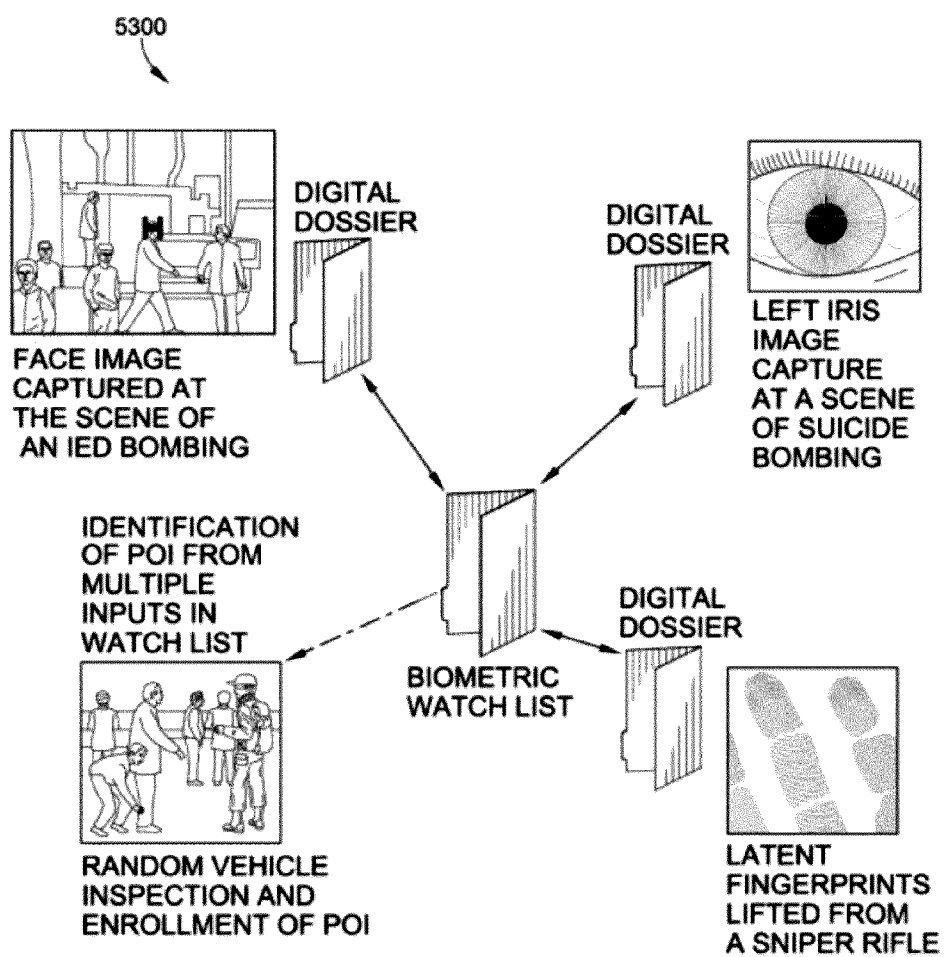 5300
DIGITAL
DOSSIER
FACE IMAGE
CAPTURED AT
THE SCENE OF
AN IED BOMBING
DIGITAL
DOSSIER
LEFT IRIS
IMAGE
CAPTURE
AT A SCENE
OF SUICIDE
BOMBING
IDENTIFICATION
OF POI FROM
MULTIPLE
INPUTS IN
WATCH LIST
BIOMETRIC
WATCH LIST
DIGITAL
DOSSIER
RANDOM VEHICLE
INSPECTION AND
ENROLLMENT OF POI
LATENT
FINGERPRINTS
LIFTED FROM
A SNIPER RIFLE